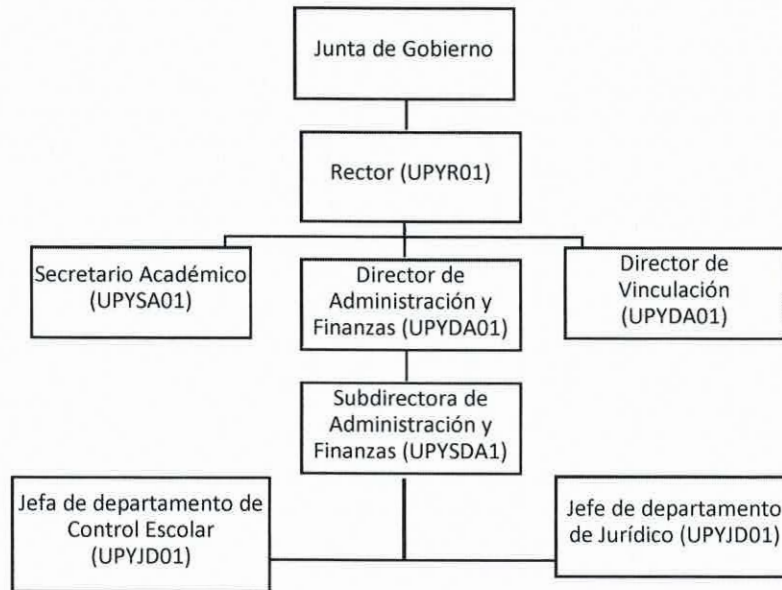 Junta de Gobierno
Rector (UPYR01)
Secretario Académico
(UPYSA01)
Director de
Administración y
Finanzas (UPYDA01)
Director de
Vinculación
(UPYDA01)
Subdirectora de
Administración y
Finanzas (UPYSDA1)
Jefa de departamento de
Control Escolar
(UPYJD01)
Jefe de departamento
de Jurídico (UPYJD01)